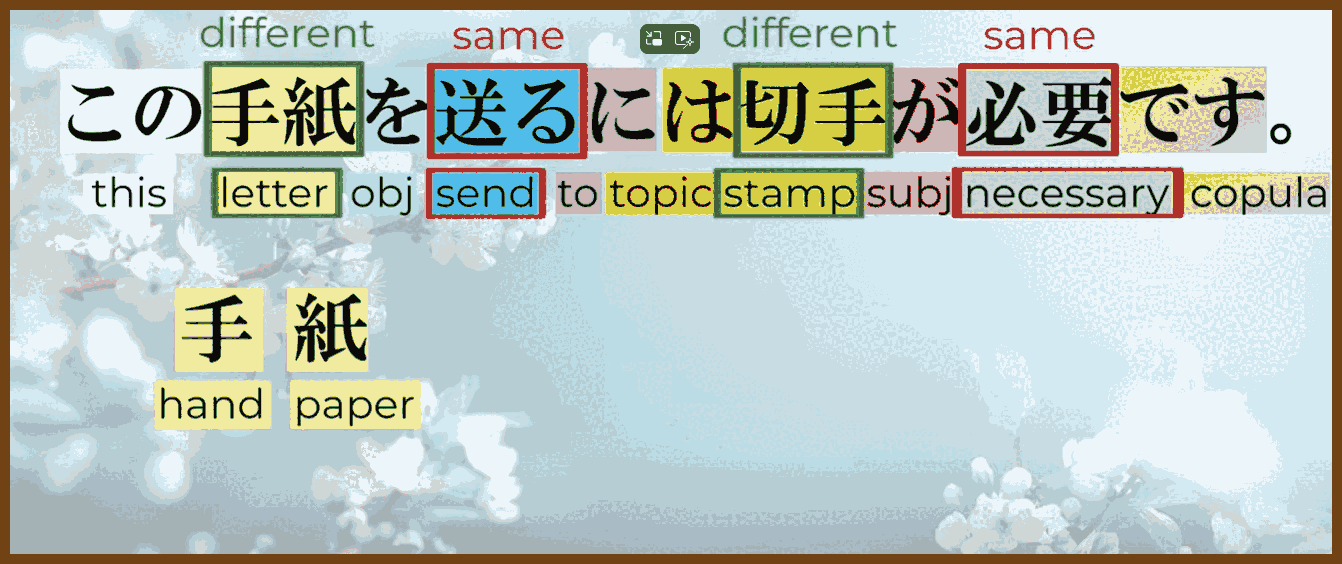 different same different same
この手紙を送るには切手が必要です。
this letter obj send to topic stamp subj necessary copula
手 紙
hand paper